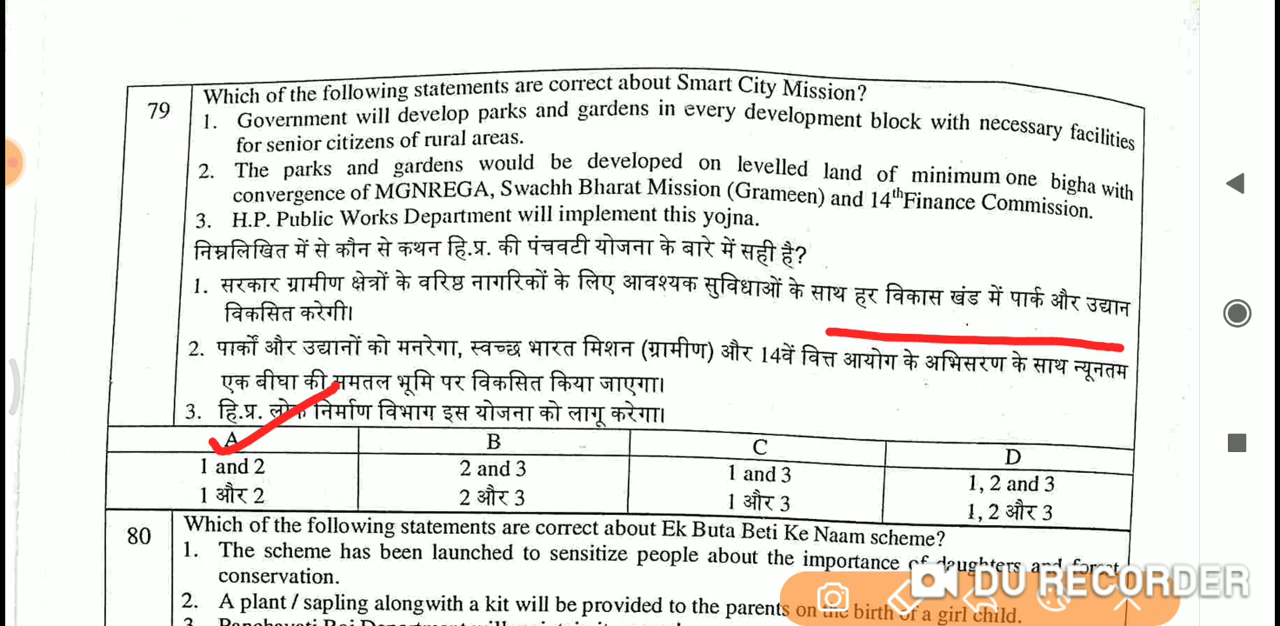 79
Which of the following statements are correct about Smart City Mission?
1. Government will develop parks and gardens in every development block with necessary facilities
for senior citizens of rural areas.
2. The parks and gardens would be developed on levelled land of minimum one bigha with
convergence of MGNREGA, Swachh Bharat Mission (Grameen) and 14th Finance Commission.
3. H.P. Public Works Department will implement this yojna.
निम्नलिखित में से कौन से कथन हि.प्र. की पंचवटी योजना के बारे में सही है?
1. सरकार ग्रामीण क्षेत्रों के वरिष्ठ नागरिकों के लिए आवश्यक सुविधाओं के साथ हर विकास खंड में पार्क और उद्यान
विकसित करेगी।
2. पार्कों और उद्यानों को मनरेगा, स्वच्छ भारत मिशन (ग्रामीण) और 14वें वित्त आयोग के अभिसरण के साथ न्यूनतम
एक बीघा की समतल भूमि पर विकसित किया जाएगा।
3. हि.प्र. लोक निर्माण विभाग इस योजना को लागू करेगा।
A B C D
1 and 2 2 and 3 1 and 3 1, 2 and 3
1 और 2 2 और 3 1 और 3 1, 2 और 3
80
Which of the following statements are correct about Ek Buta Beti Ke Naam scheme?
1. The scheme has been launched to sensitize people about the importance of daughters and forest
conservation.
DU RECORDER
2. A plant / sapling alongwith a kit will be provided to the parents on the birth of a girl child.